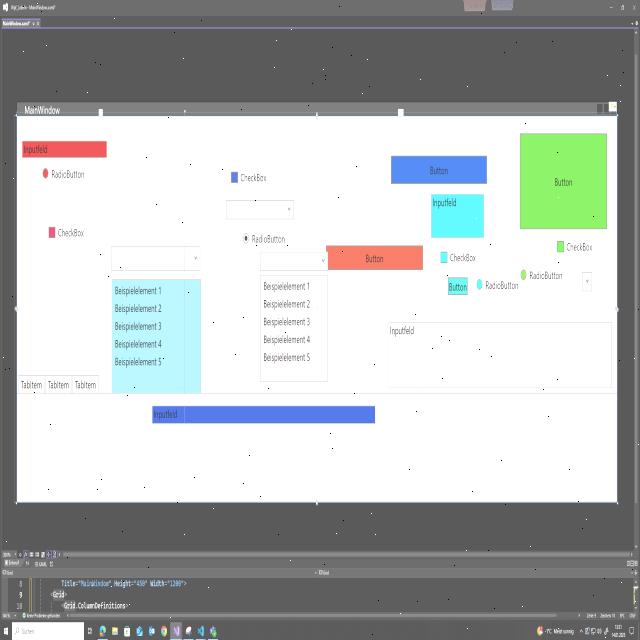 MainWindow.xaml*
MainWindow
Inputfeld
RadioButton
CheckBox
Button
Button
Inputfeld
CheckBox
RadioButton
CheckBox
Button
CheckBox
RadioButton
Button
RadioButton
Beispielelement 1
Beispielelement 2
Beispielelement 3
Beispielelement 4
Beispielelement 5
Beispielelement 1
Beispielelement 2
Beispielelement 3
Beispielelement 4
Beispielelement 5
Inputfeld
TabItem TabItem TabItem
Inputfeld
8 Title="MainWindow" Height="450" Width="1200">
9 <Grid>
10 <Grid.ColumnDefinitions>
Suchen